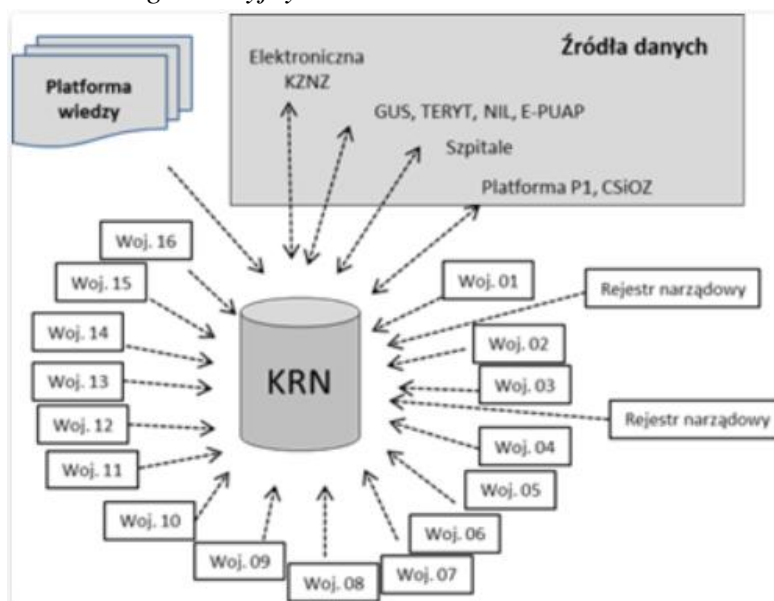 Platforma
wiedzy
Źródła danych
Elektroniczna
KZNZ
GUS, TERYT, NIL, E-PUAP
Szpitale
Platforma P1, CSiOZ
Woj. 16
Woj. 15
Woj. 14
Woj. 13
Woj. 12
Woj. 11
Woj. 10
Woj. 09
Woj. 08
Woj. 07
Woj. 06
Woj. 05
Woj. 04
Rejestr narządowy
Woj. 03
Woj. 02
Rejestr narządowy
Woj. 01
KRN